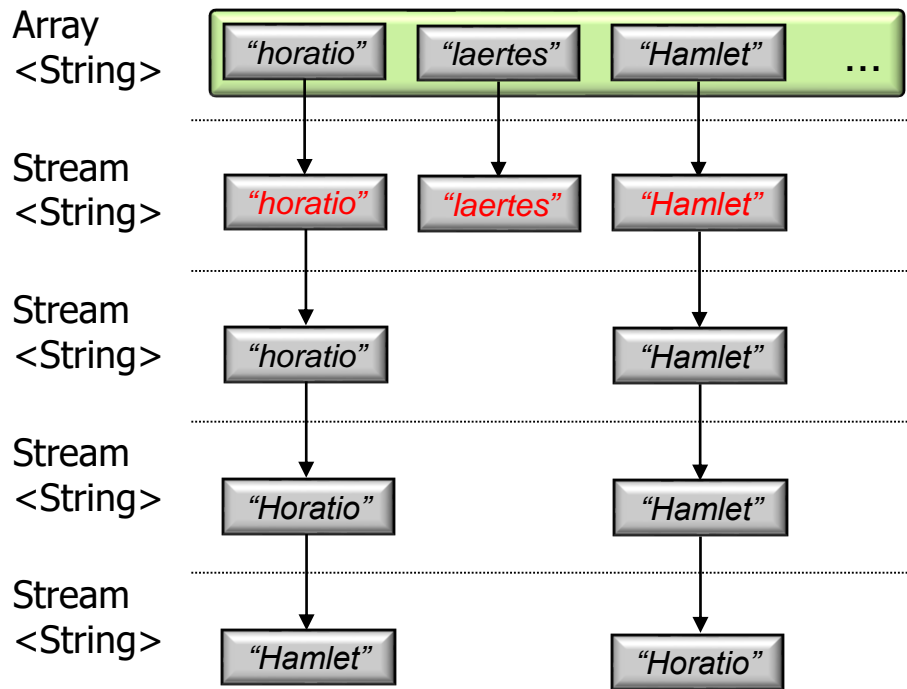 Array
<String>
“horatio” “laertes” “Hamlet” ...
Stream
<String>
“horatio” “laertes” “Hamlet”
Stream
<String>
“horatio” “Hamlet”
Stream
<String>
“Horatio” “Hamlet”
Stream
<String>
“Hamlet” “Horatio”